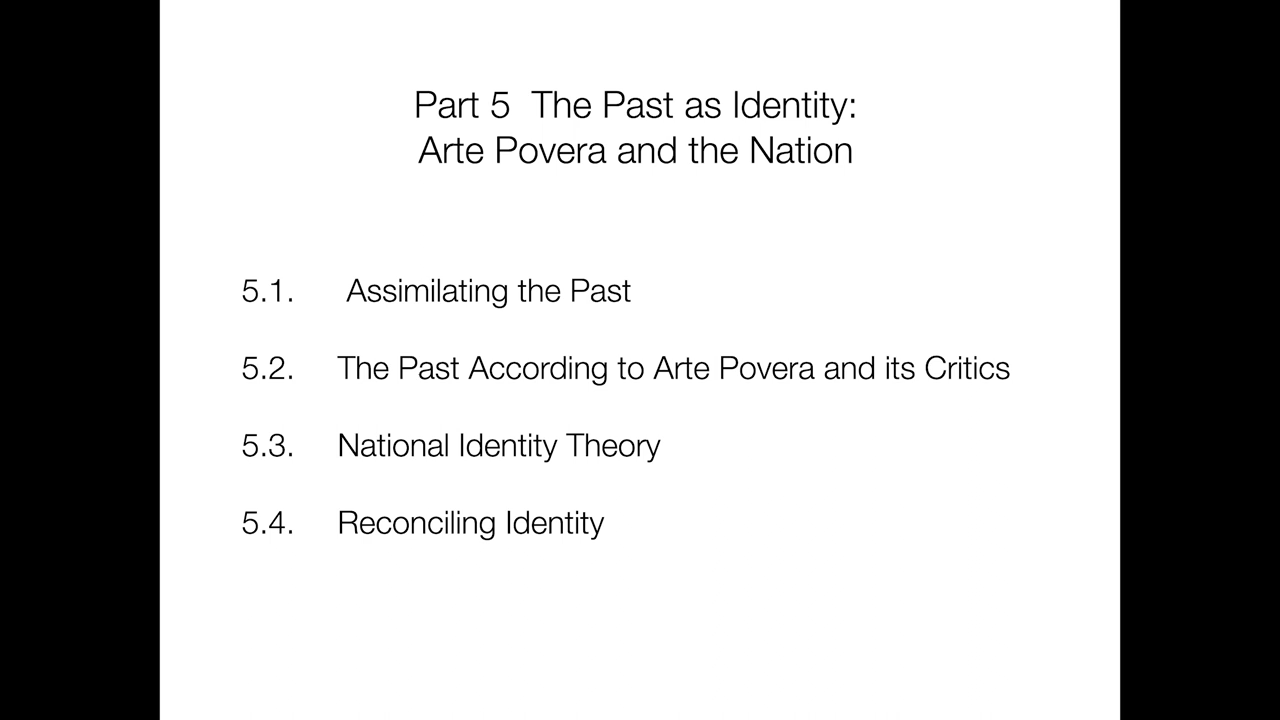 Part 5 The Past as Identity:
Arte Povera and the Nation
5.1. Assimilating the Past
5.2. The Past According to Arte Povera and its Critics
5.3. National Identity Theory
5.4. Reconciling Identity